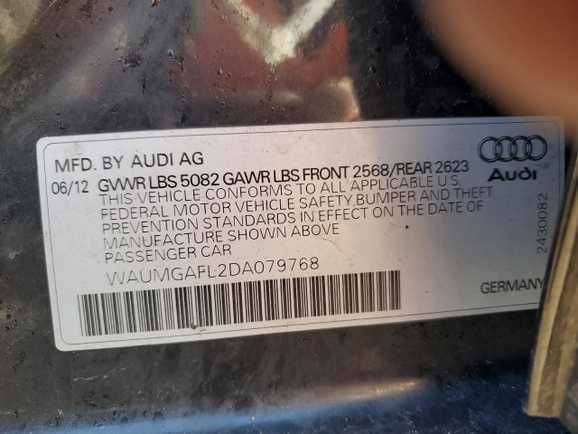 MFD. BY AUDI AG
06/12 GVWR LBS 5082 GAWR LBS FRONT 2568/REAR 2623
THIS VEHICLE CONFORMS TO ALL APPLICABLE U.S.
FEDERAL MOTOR VEHICLE SAFETY, BUMPER AND THEFT
PREVENTION STANDARDS IN EFFECT ON THE DATE OF
MANUFACTURE SHOWN ABOVE
PASSENGER CAR
WAUMGAFL2DA079768
Audi
2430082
GERMANY